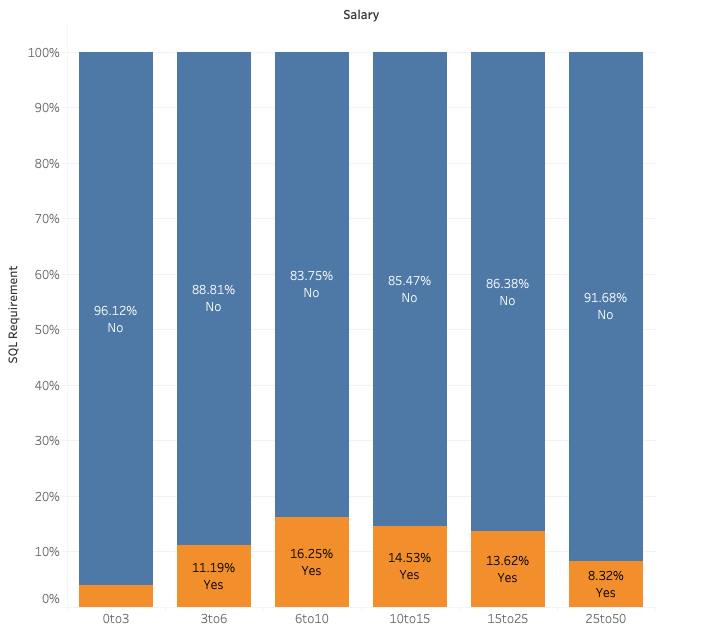 Salary
100%
90%
80%
70%
60%
50%
40%
30%
20%
10%
0%
SQL Requirement
96.12%
No
88.81%
No
83.75%
No
85.47%
No
86.38%
No
91.68%
No
11.19%
Yes
16.25%
Yes
14.53%
Yes
13.62%
Yes
8.32%
Yes
0to3
3to6
6to10
10to15
15to25
25to50